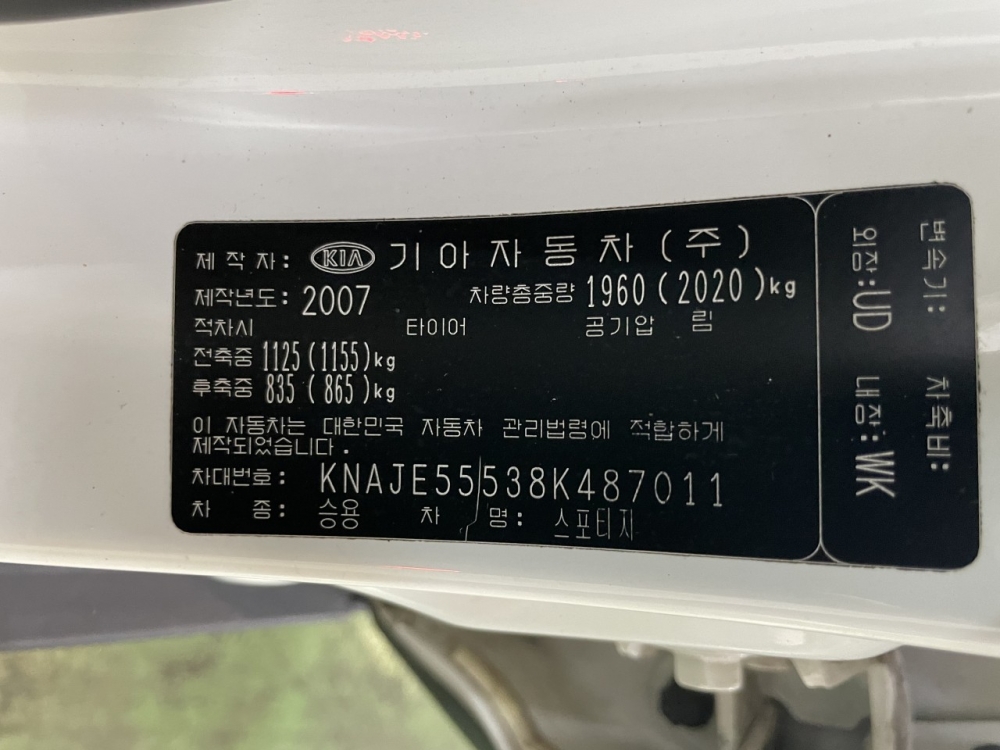 제 작 자: KIA 기 아 자 동 차 (주)
제작년도: 2007 차량총중량 1960 (2020)kg
적차시 타이어 공기압 림
전축중 1125 (1155)kg
후축중 835 (865)kg
이 자동차는 대한민국 자동차 관리법령에 적합하게
제작되었습니다.
차대번호: KNAJE55538K487011
차 종: 승용 차 명: 스포티지
변속기: 차축비:
외장:UD 내장:WK